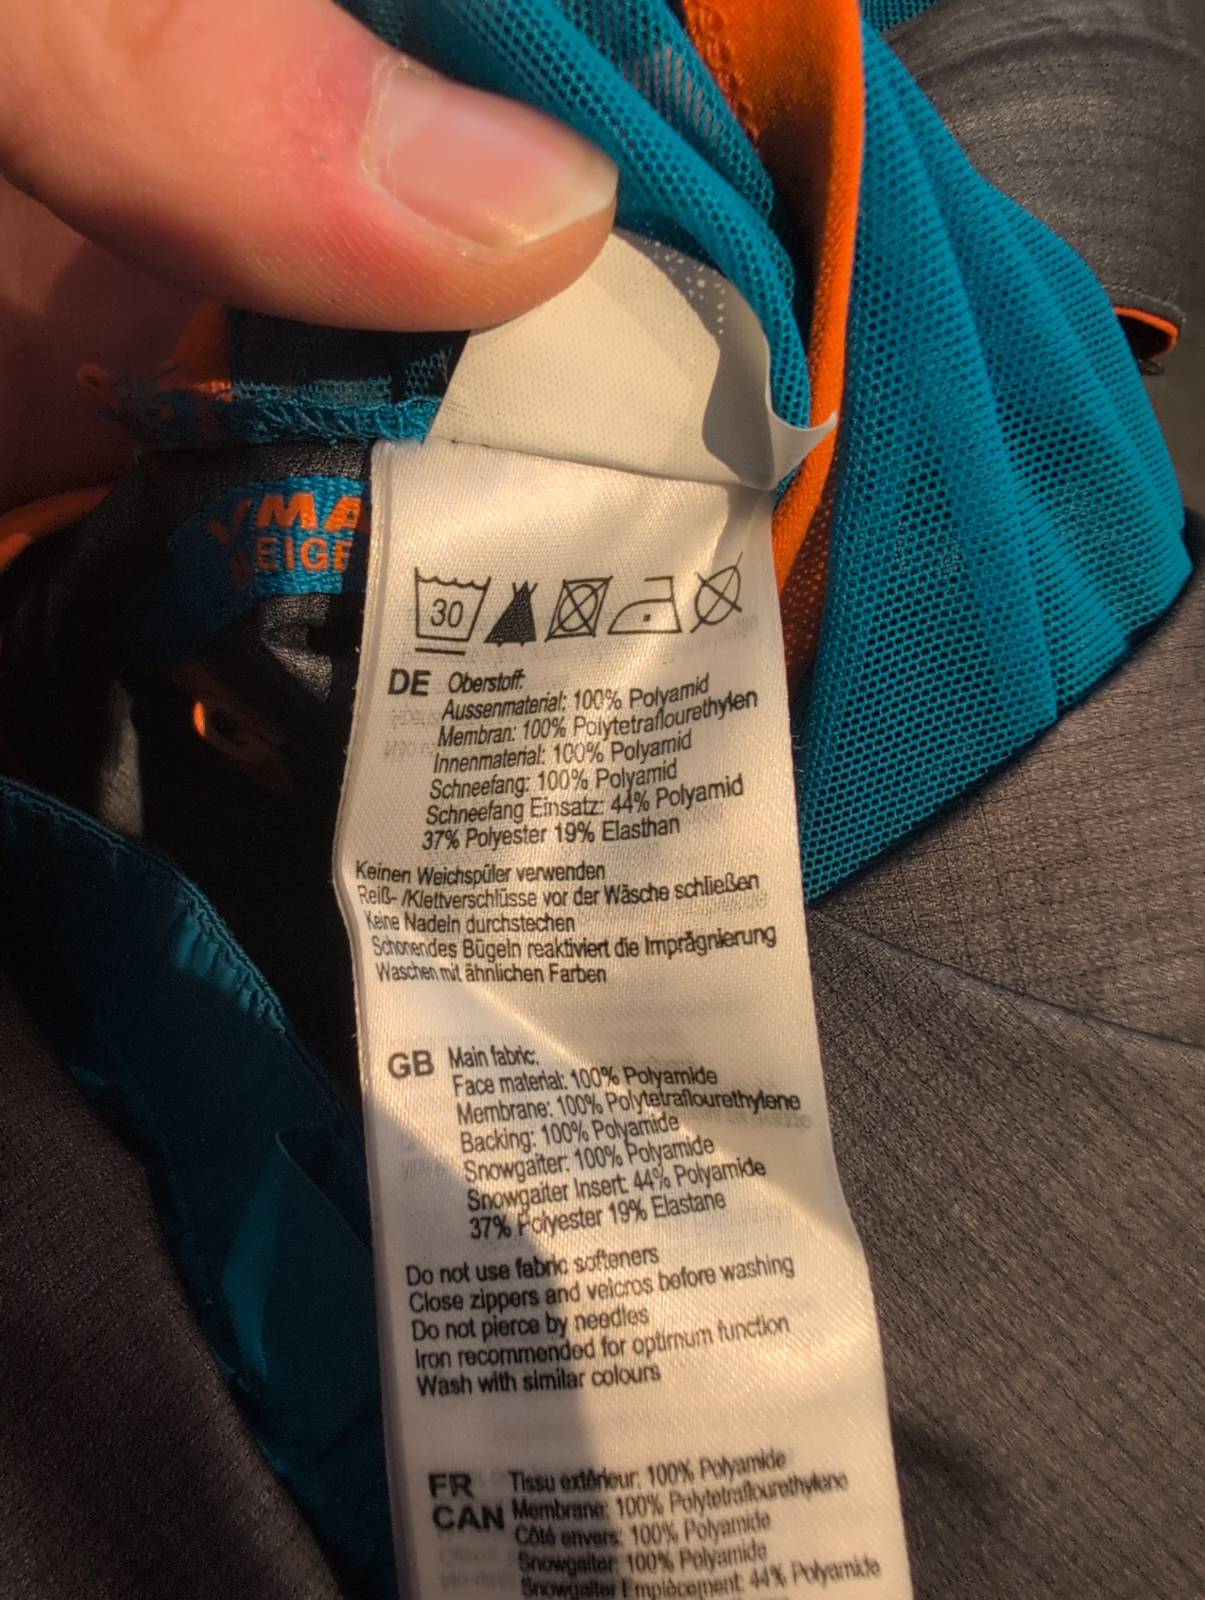 MA
EIGE
30
DE Oberstoff:
Aussenmaterial: 100% Polyamid
Membran: 100% Polytetraflourethylen
Innenmaterial: 100% Polyamid
Schneefang: 100% Polyamid
Schneefang Einsatz: 44% Polyamid
37% Polyester 19% Elasthan
Keinen Weichspüler verwenden
Reiß- /Klettverschlüsse vor der Wäsche schließen
Keine Nadeln durchstechen
Schonendes Bügeln reaktiviert die Imprägnierung
Waschen mit ähnlichen Farben
GB Main fabric:
Face material: 100% Polyamide
Membrane: 100% Polytetraflourethylene
Backing: 100% Polyamide
Snowgaiter: 100% Polyamide
Snowgaiter Insert: 44% Polyamide
37% Polyester 19% Elastane
Do not use fabric softeners
Close zippers and velcros before washing
Do not pierce by needles
Iron recommended for optimum function
Wash with similar colours
FR Tissu extérieur: 100% Polyamide
CAN Membrane: 100% Polytetraflourethylene
Côté envers: 100% Polyamide
Snowgaiter: 100% Polyamide
Snowgaiter Empiècement: 44% Polyamide